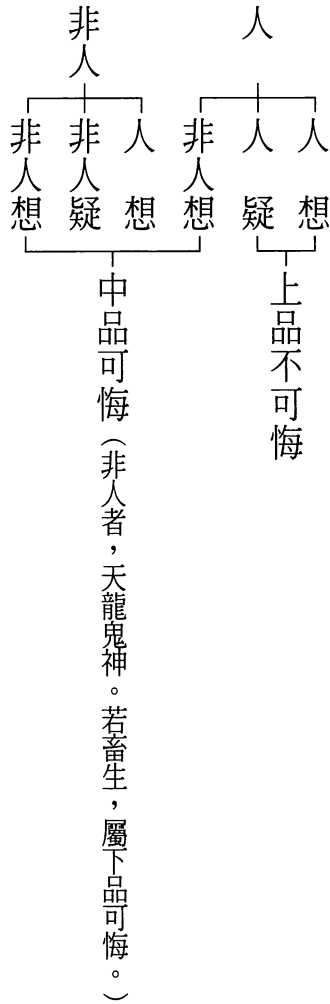 人
人想
人疑
非人想
上品不可悔
非人
人想
非人疑
非人想
中品可悔（非人者，天龍鬼神。若畜生，屬下品可悔。）